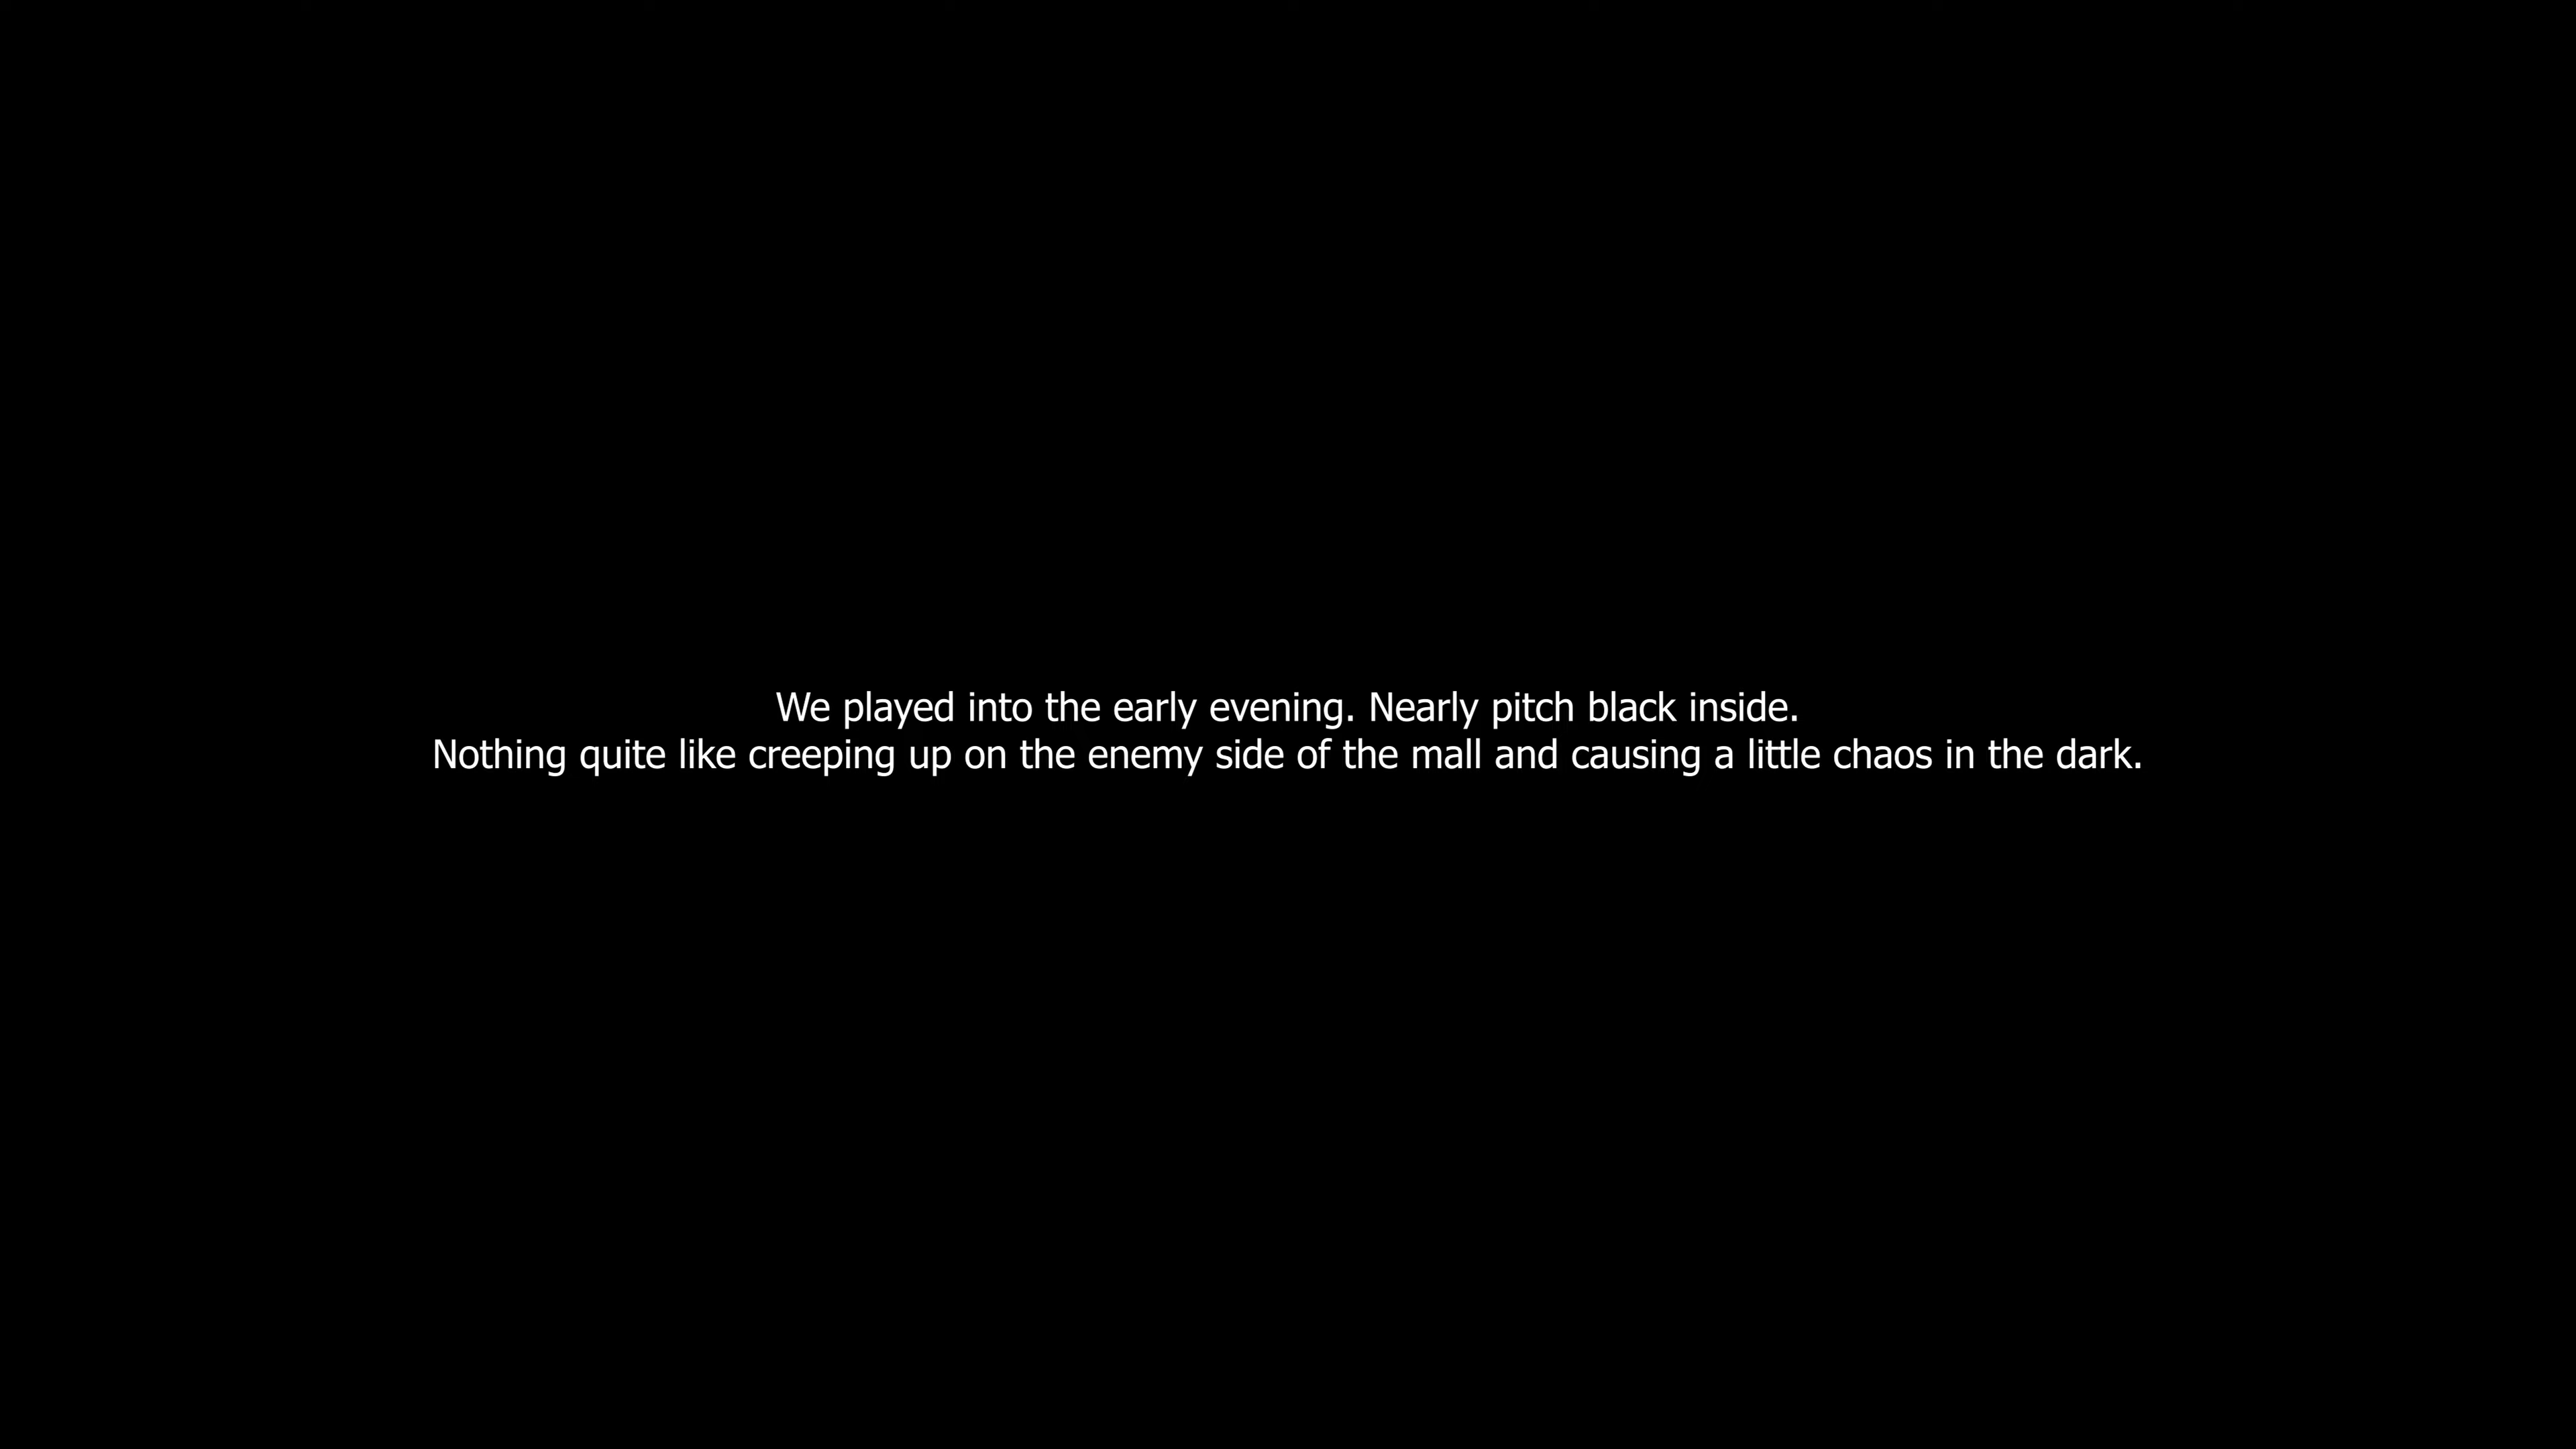 We played into the early evening. Nearly pitch black inside.
Nothing quite like creeping up on the enemy side of the mall and causing a little chaos in the dark.